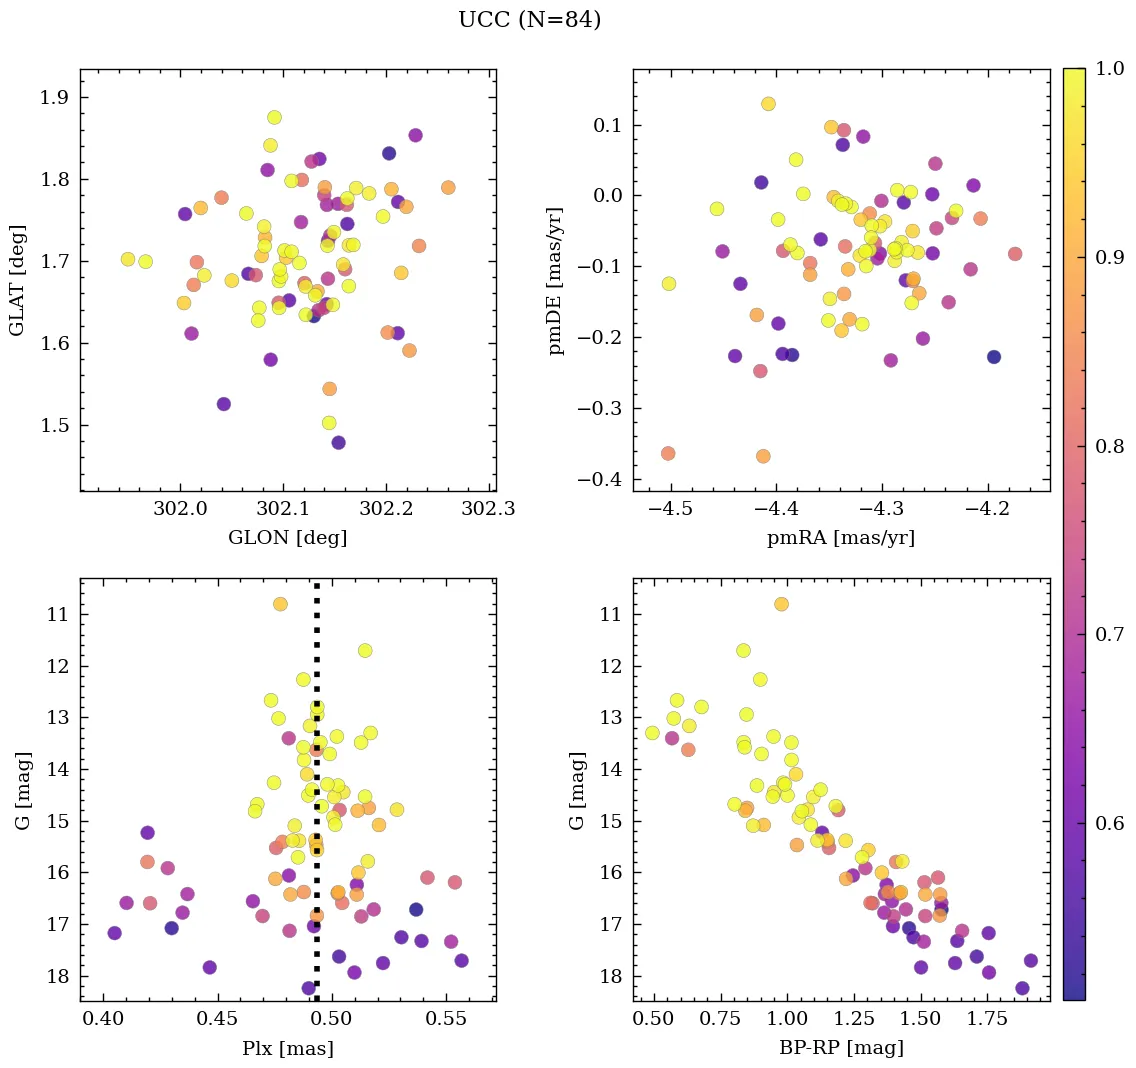 UCC (N=84)
1.9
1.8
1.7
1.6
1.5
GLAT [deg]
302.0 302.1 302.2 302.3
GLON [deg]
0.1
0.0
−0.1
−0.2
−0.3
−0.4
pmDE [mas/yr]
−4.5 −4.4 −4.3 −4.2
pmRA [mas/yr]
1.0
0.9
0.8
0.7
0.6
11
12
13
14
15
16
17
18
G [mag]
0.40 0.45 0.50 0.55
Plx [mas]
11
12
13
14
15
16
17
18
G [mag]
0.50 0.75 1.00 1.25 1.50 1.75
BP-RP [mag]